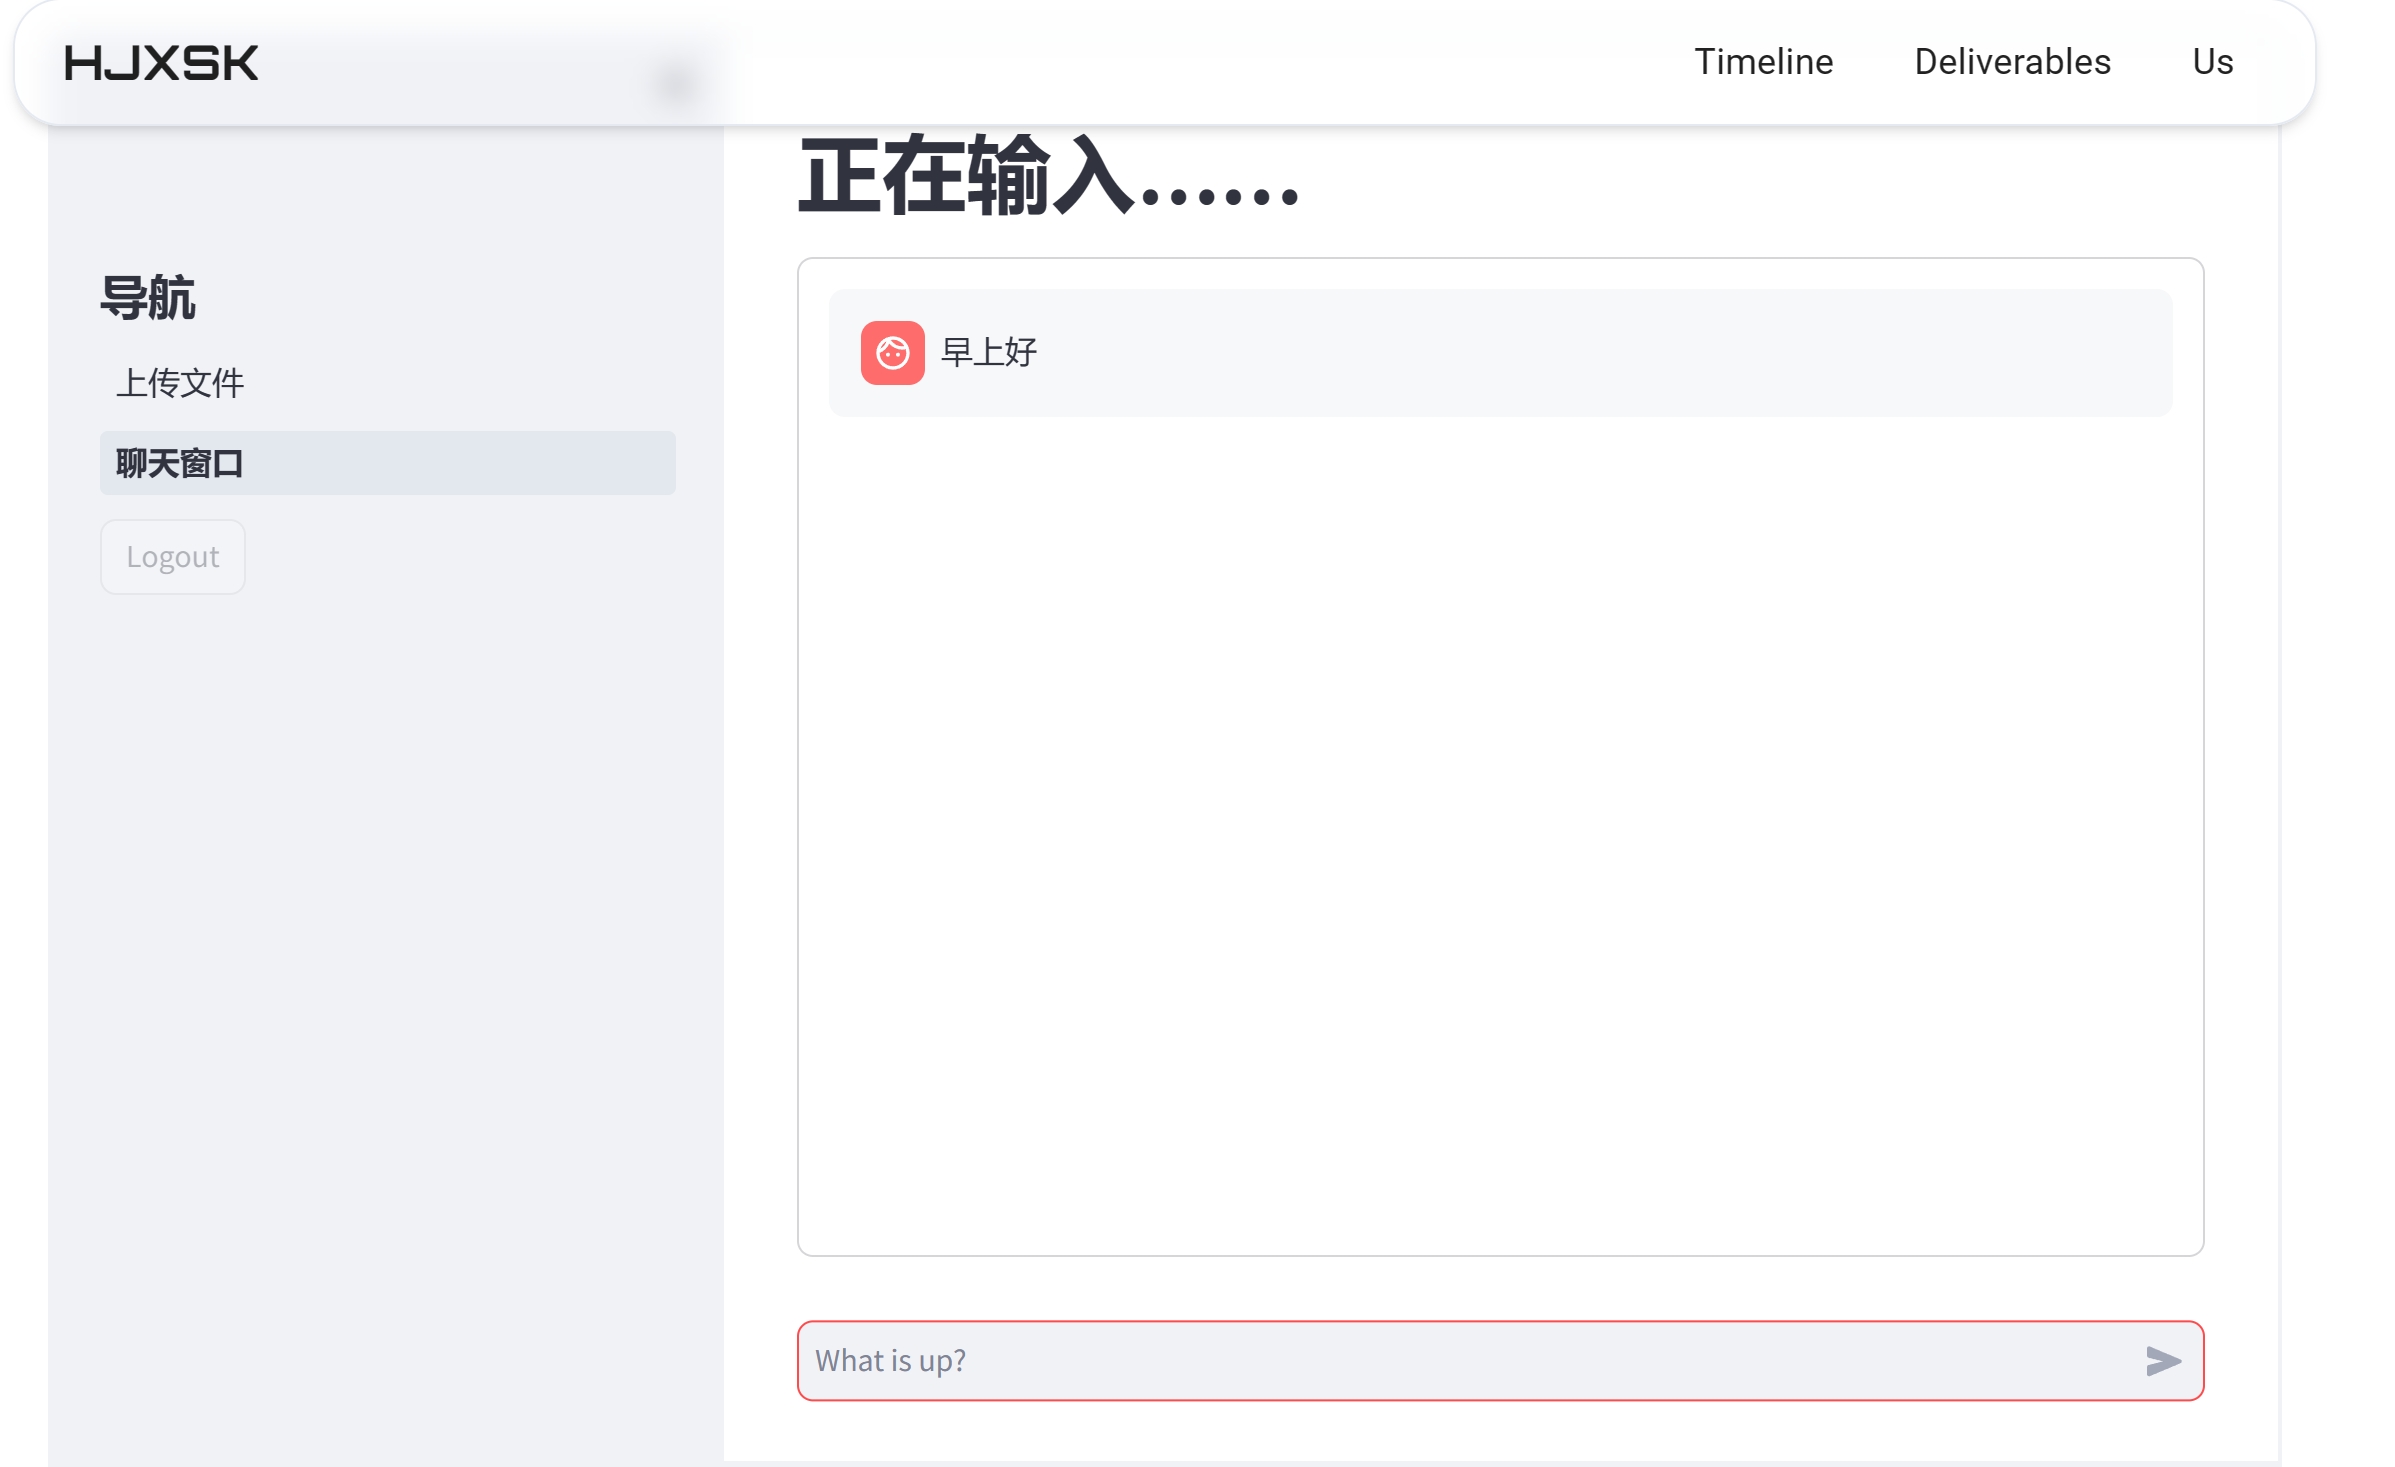 HJXSK
Timeline
Deliverables
Us
导航
上传文件
聊天窗口
Logout
正在输入......
早上好
What is up?